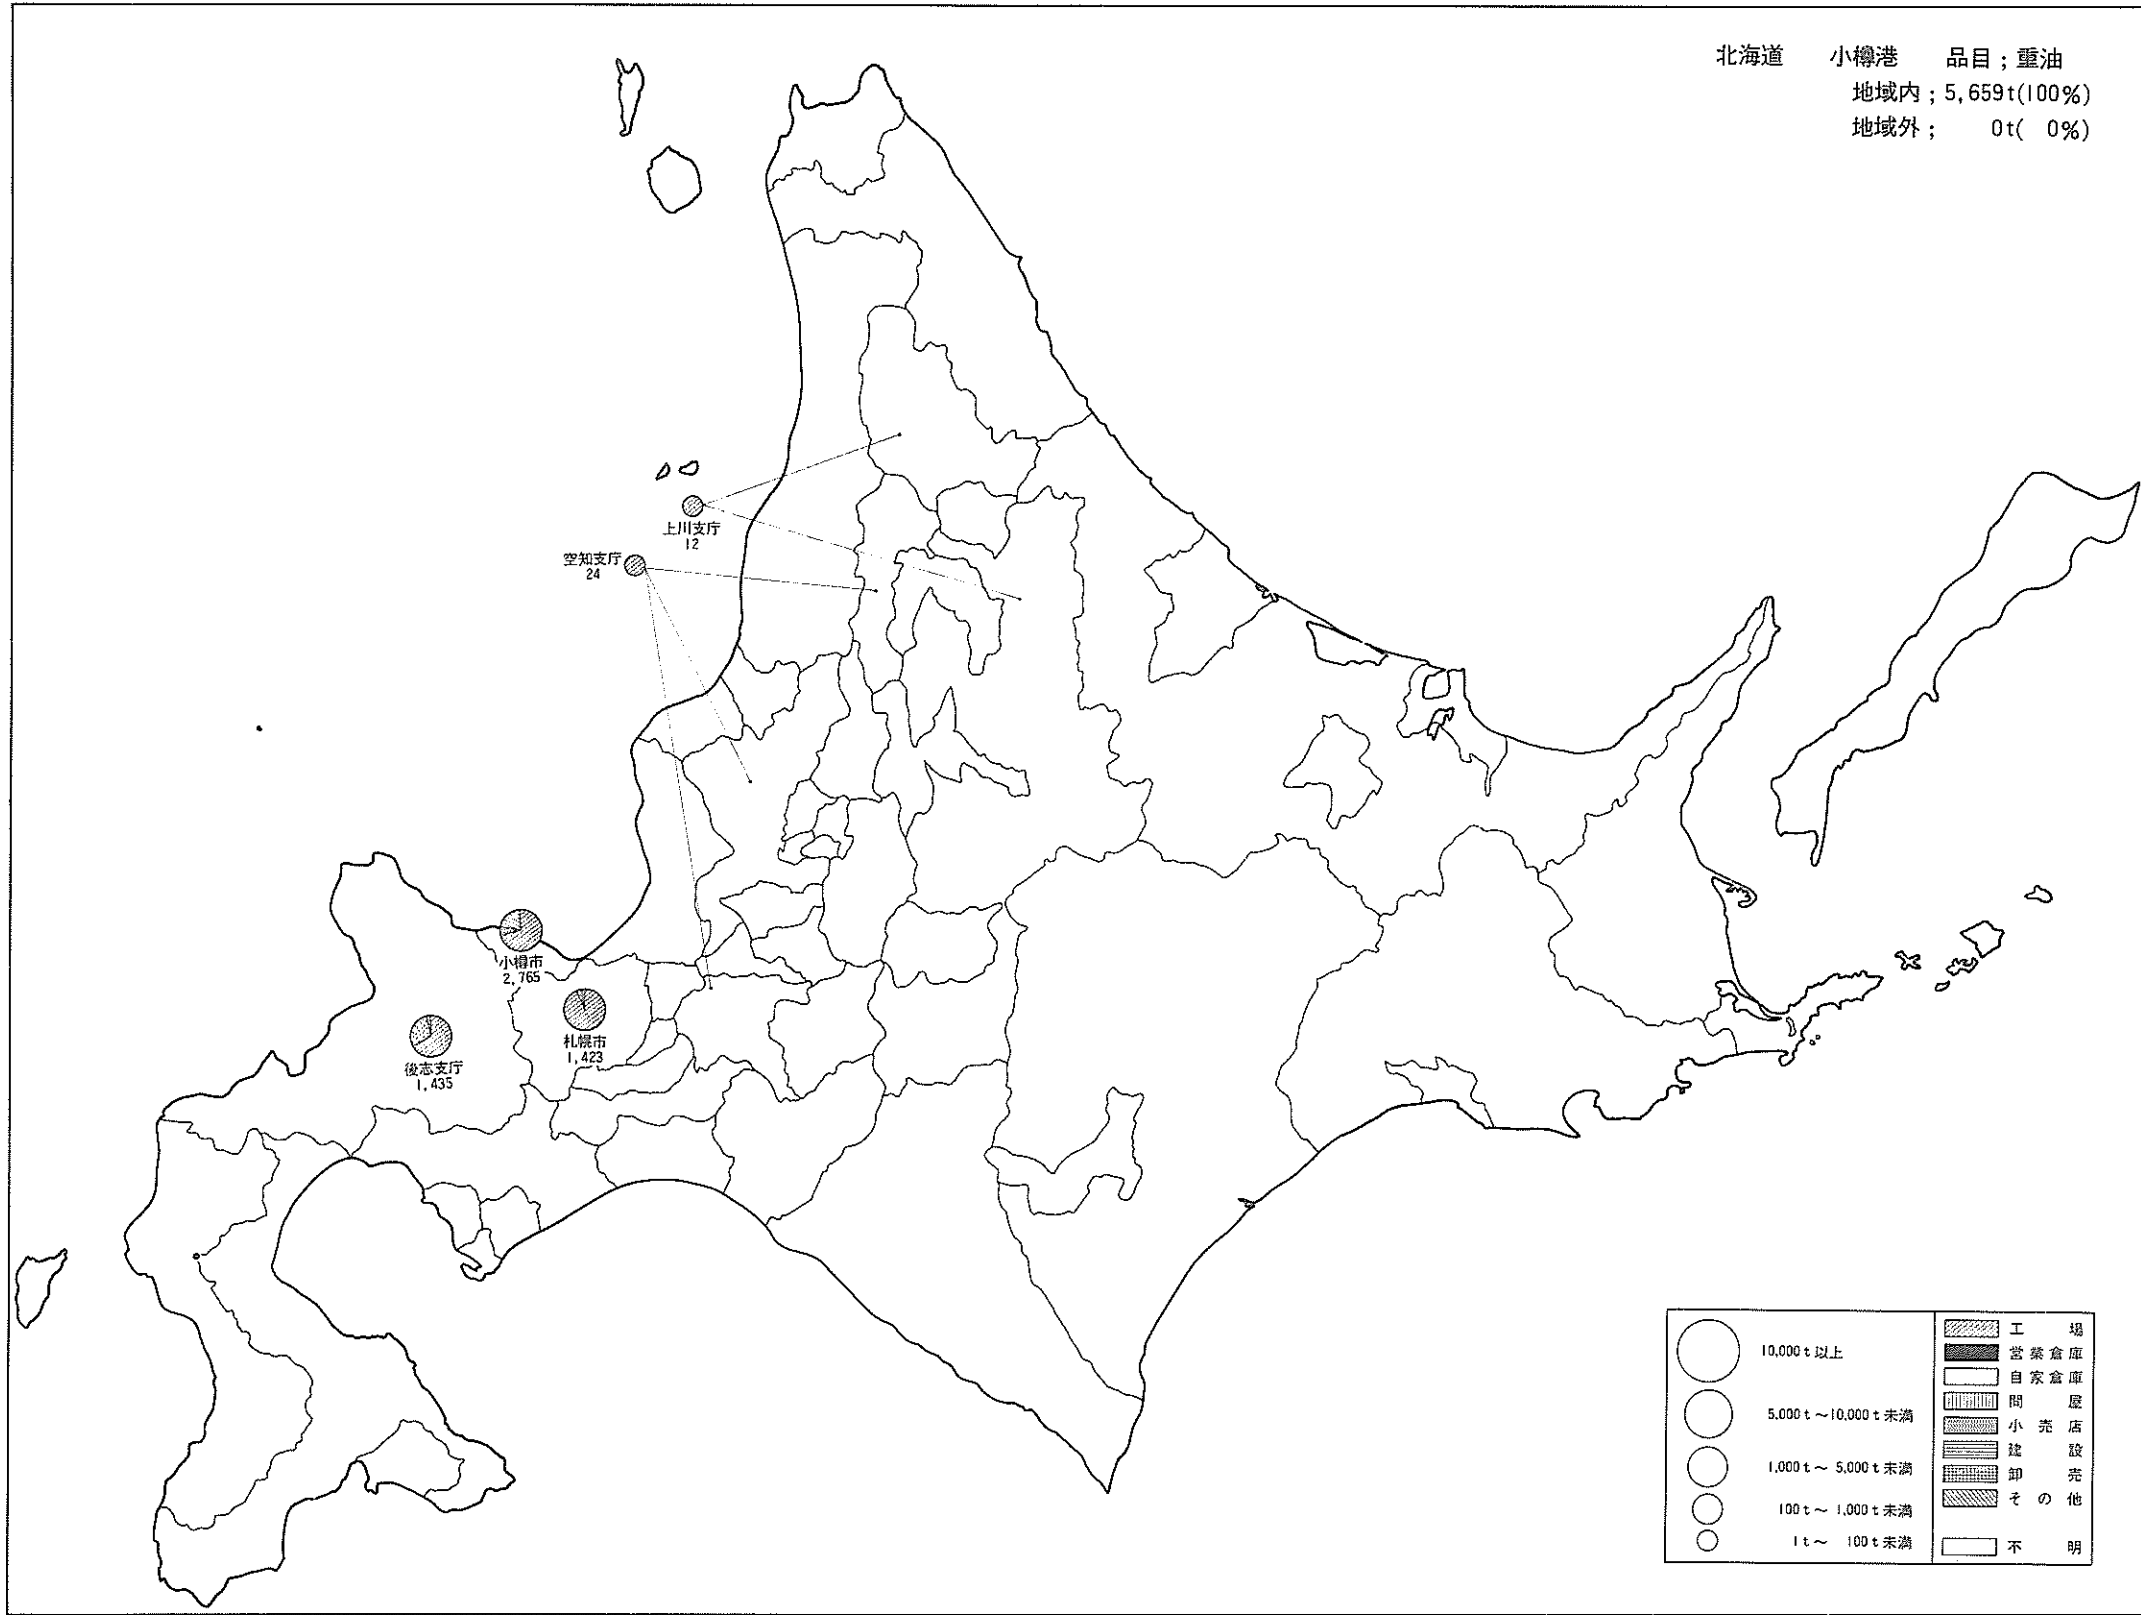 北海道 小樽港 品目；重油
地域内；5,659t(100%)
地域外； 0t( 0%)
上川支庁
12
空知支庁
24
小樽市
2,765
札幌市
1,423
後志支庁
1,435
10,000t以上
5,000t～10,000t未満
1,000t～ 5,000t未満
100t～ 1,000t未満
1t～ 100t未満
工場
営業倉庫
自家倉庫
問屋
小売店
建設
卸売
その他
不明